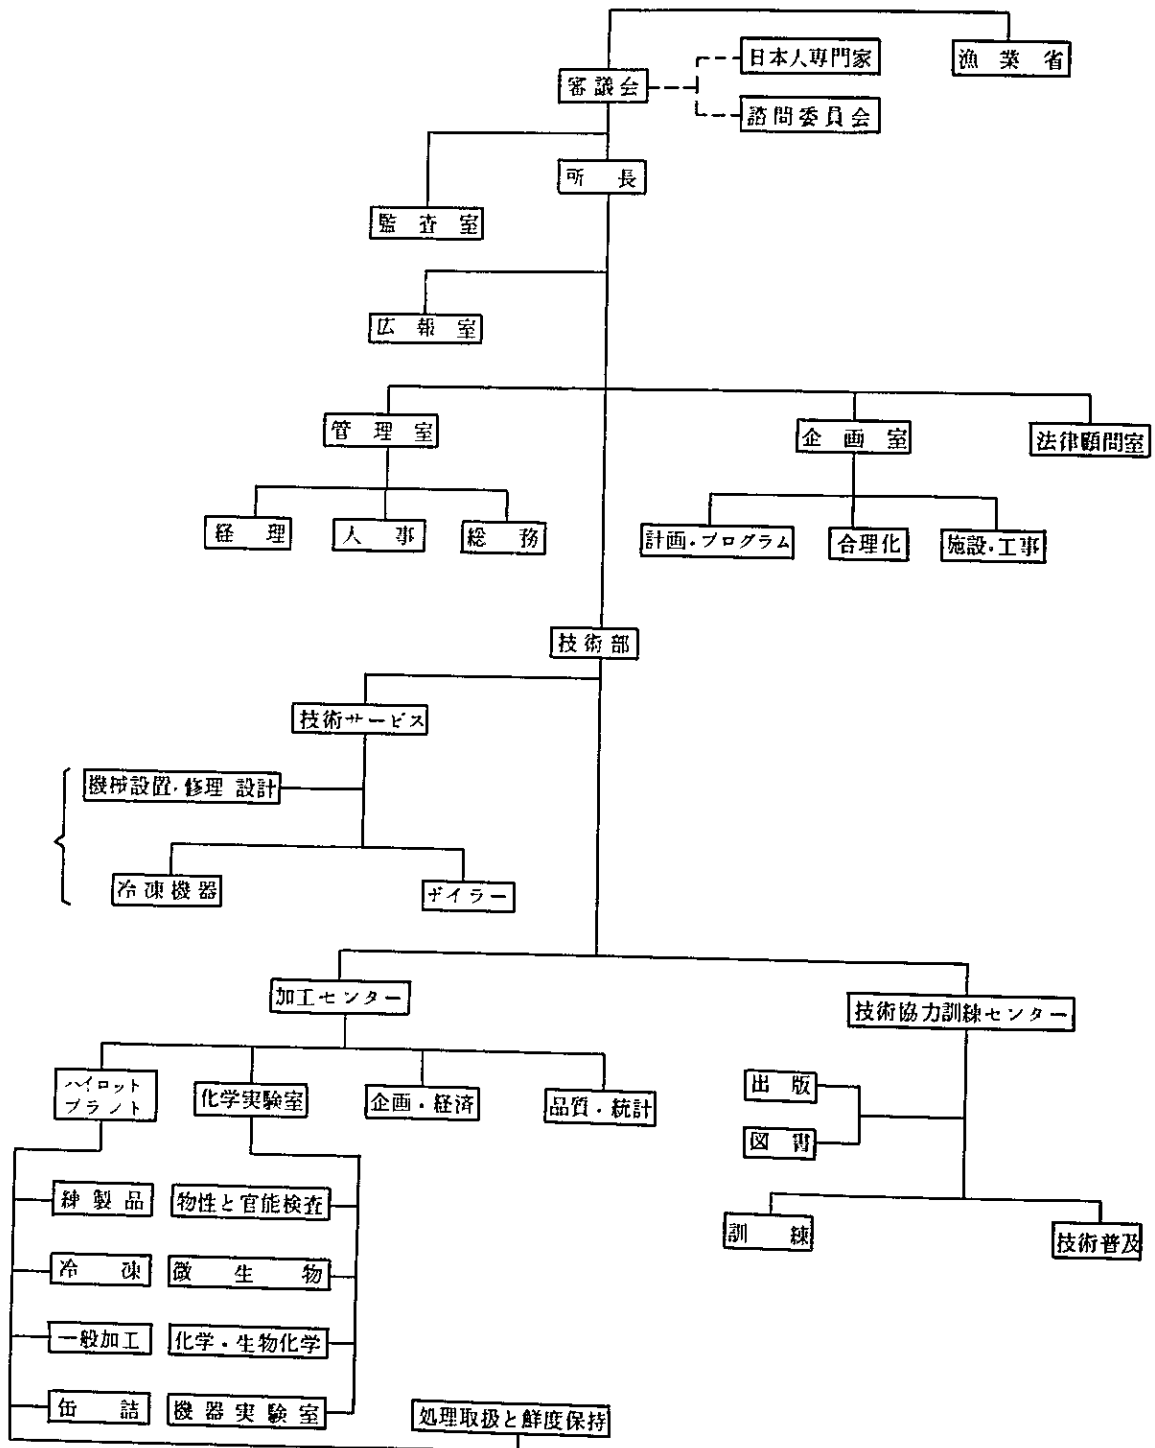 漁業省
日本人専門家
審議会
諮問委員会
所長
監査室
広報室
管理室
企画室
法律顧問室
経理
人事
総務
計画・プログラム
合理化
施設・工事
技術部
技術サービス
機械設置・修理 設計
冷凍機器
ボイラー
加工センター
技術協力訓練センター
パイロット
プラント
化学実験室
企画・経済
品質・統計
出版
図書
練製品
物性と官能検査
訓練
技術普及
冷凍
微生物
一般加工
化学・生物化学
缶詰
機器実験室
処理取扱と鮮度保持